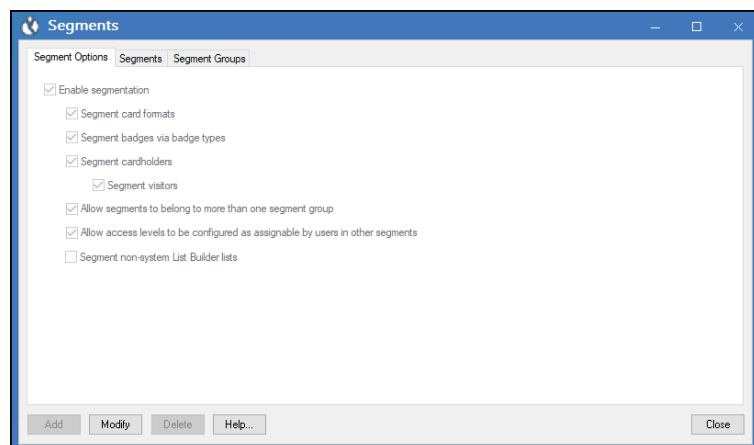 Segments
Segment Options Segments Segment Groups
Enable segmentation
Segment card formats
Segment badges via badge types
Segment cardholders
Segment visitors
Allow segments to belong to more than one segment group
Allow access levels to be configured as assignable by users in other segments
Segment non-system List Builder lists
Add Modify Delete Help... Close